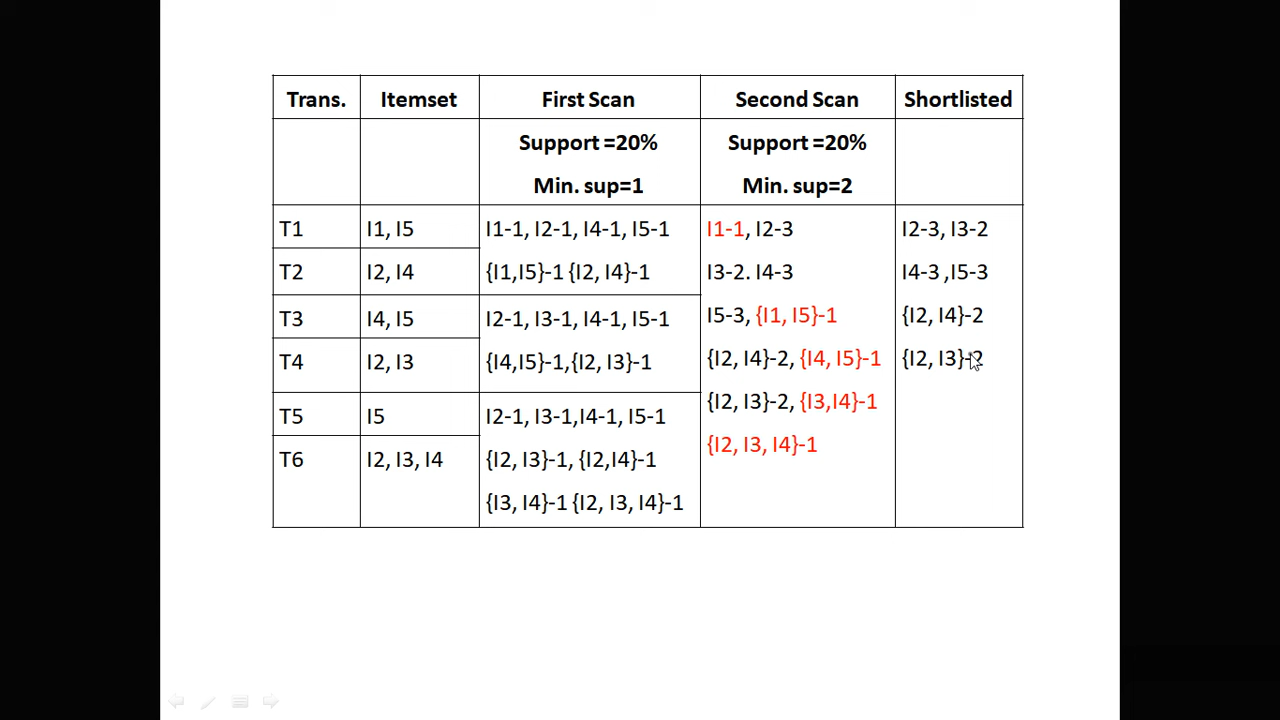 Trans. Itemset First Scan Second Scan Shortlisted
Support =20% Support =20%
Min. sup=1 Min. sup=2
T1 I1, I5 I1-1, I2-1, I4-1, I5-1 I1-1, I2-3 I2-3, I3-2
T2 I2, I4 {I1,I5}-1 {I2, I4}-1 I3-2. I4-3 I4-3 ,I5-3
T3 I4, I5 I2-1, I3-1, I4-1, I5-1 I5-3, {I1, I5}-1 {I2, I4}-2
T4 I2, I3 {I4,I5}-1,{I2, I3}-1 {I2, I4}-2, {I4, I5}-1 {I2, I3}-2
{I2, I3}-2, {I3,I4}-1
T5 I5 I2-1, I3-1,I4-1, I5-1 {I2, I3, I4}-1
T6 I2, I3, I4 {I2, I3}-1, {I2,I4}-1
{I3, I4}-1 {I2, I3, I4}-1